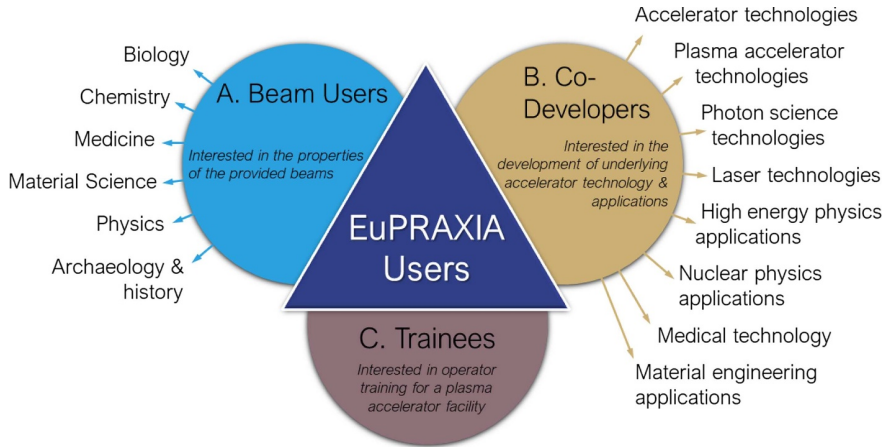 Biology
Chemistry
Medicine
Material Science
Physics
Archaeology &
history
A. Beam Users
Interested in the properties
of the provided beams
EuPRAXIA
Users
B. Co-
Developers
Interested in the
development of underlying
accelerator technology &
applications
Accelerator technologies
Plasma accelerator
technologies
Photon science
technologies
Laser technologies
High energy physics
applications
Nuclear physics
applications
Medical technology
Material engineering
applications
C. Trainees
Interested in operator
training for a plasma
accelerator facility